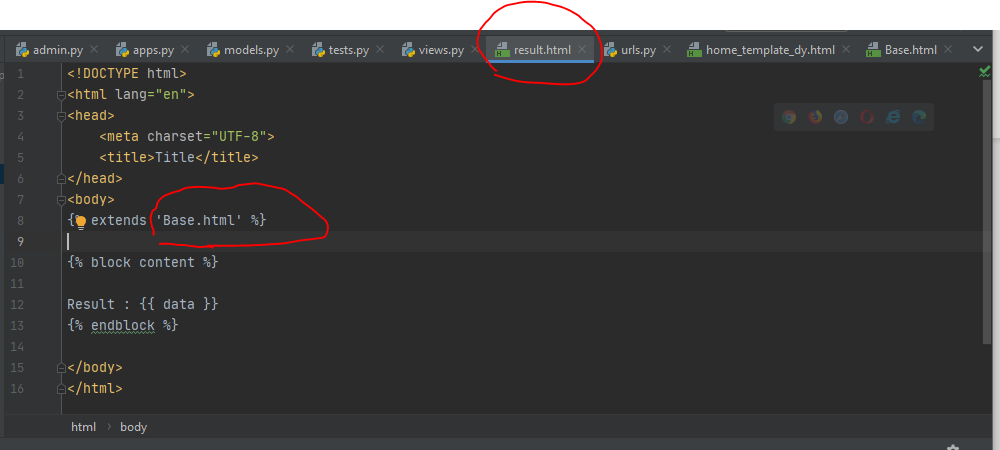 admin.py apps.py models.py tests.py views.py result.html urls.py home_template_dy.html Base.html
1 <!DOCTYPE html>
2 <html lang="en">
3 <head>
4 <meta charset="UTF-8">
5 <title>Title</title>
6 </head>
7 <body>
8 { extends 'Base.html' %}
9
10 {% block content %}
11
12 Result : {{ data }}
13 {% endblock %}
14
15 </body>
16 </html>
html › body